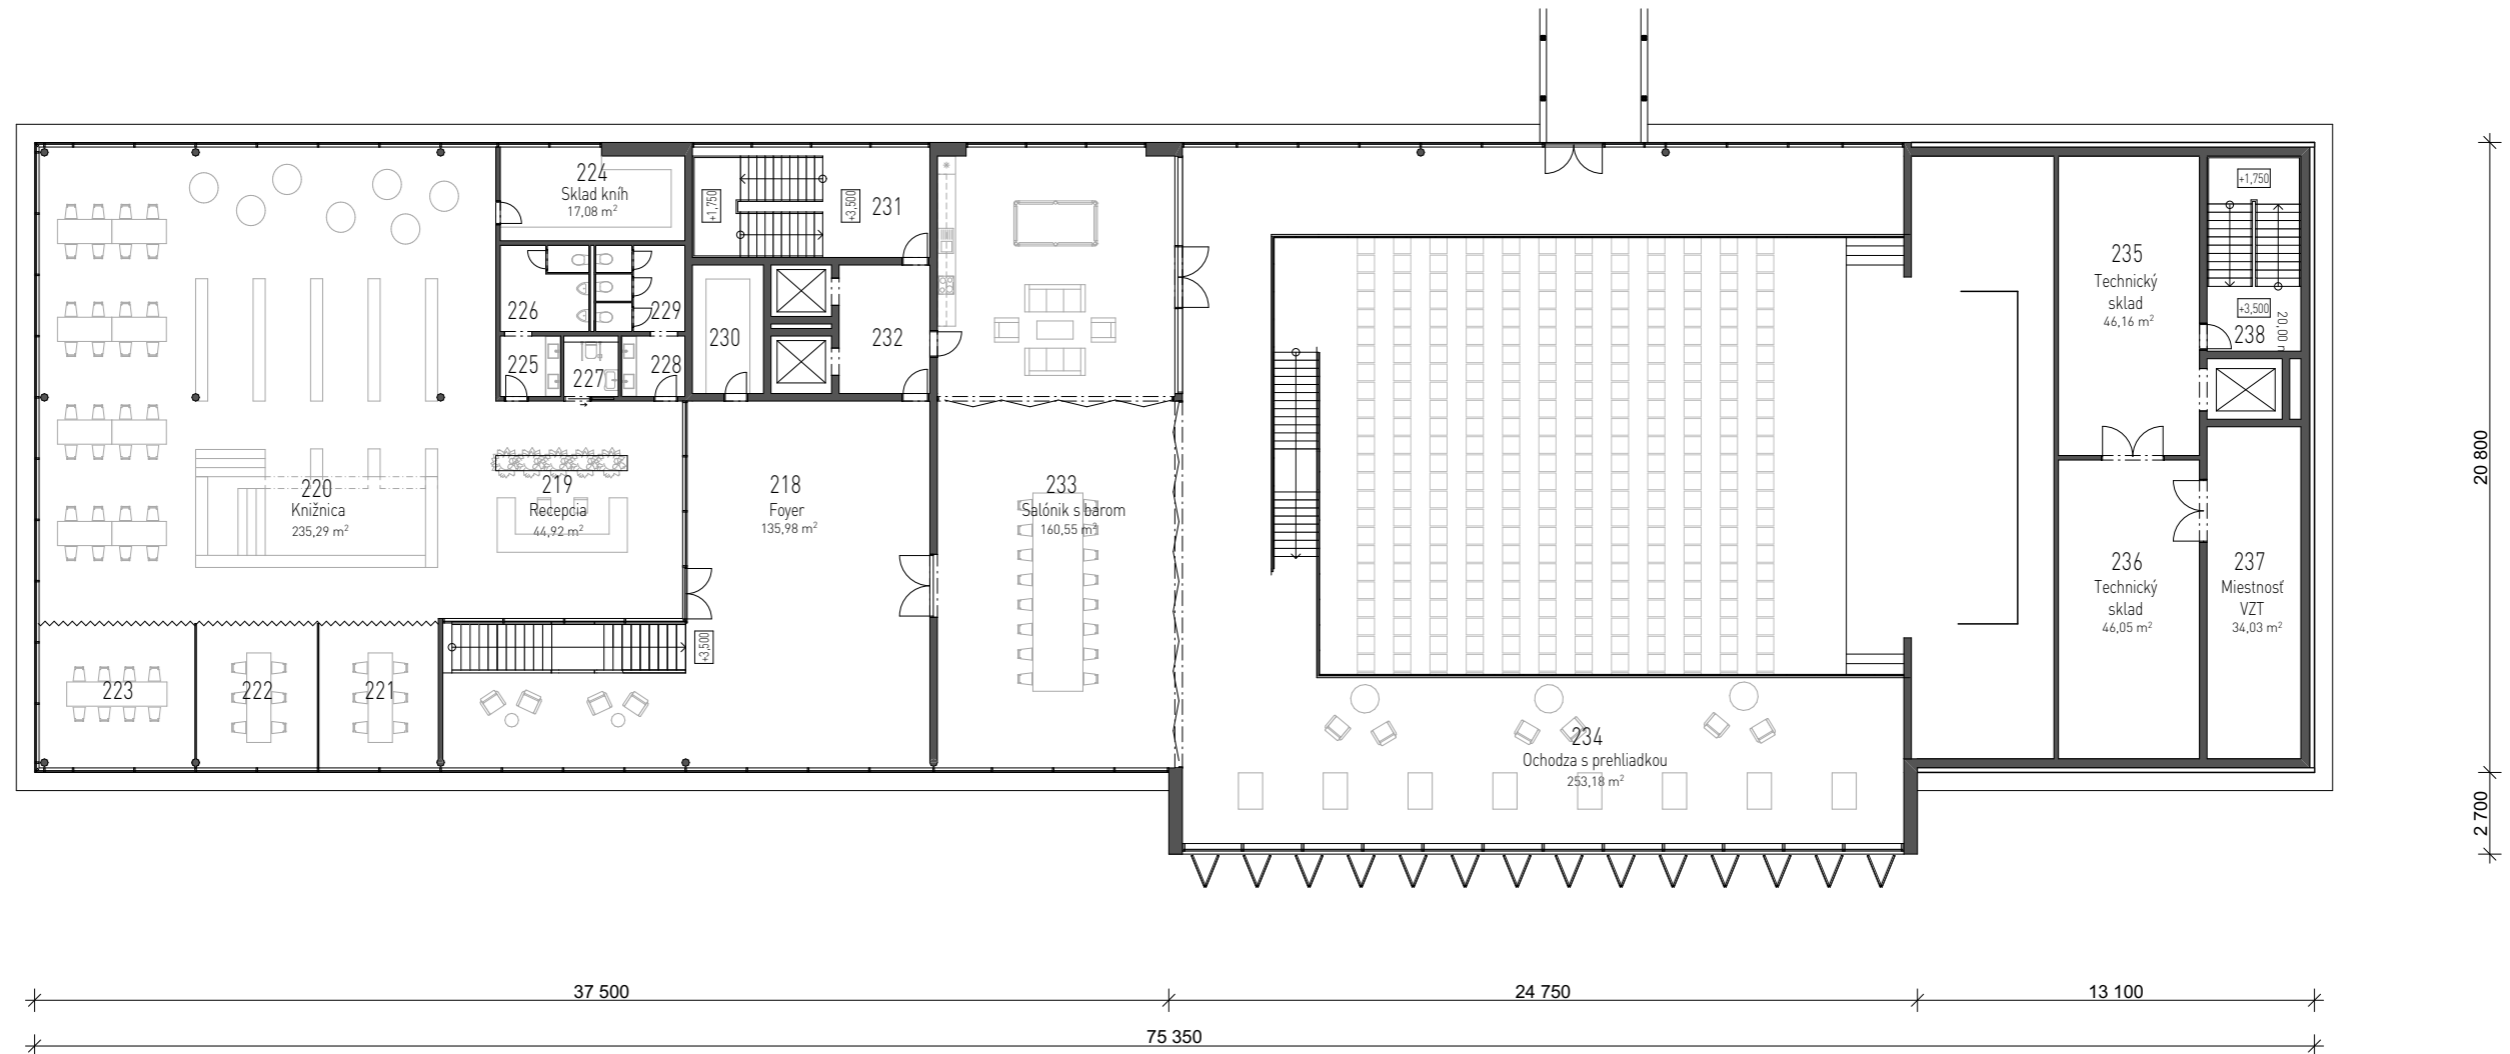 224
Sklad kníh
17,08 m²
+1,750
+3,500
231
+1,750
235
Technický
sklad
46,16 m²
+3,500
20,00 m
238
226
229
230
232
225
227
228
220
Knižnica
235,29 m²
219
Recepcia
44,92 m²
218
Foyer
135,98 m²
233
Salónik s barom
160,55 m²
236
Technický
sklad
46,05 m²
237
Miestnosť
VZT
34,03 m²
+3,500
223
222
221
234
Ochodza s prehliadkou
253,18 m²
20 800
2 700
37 500
24 750
13 100
75 350